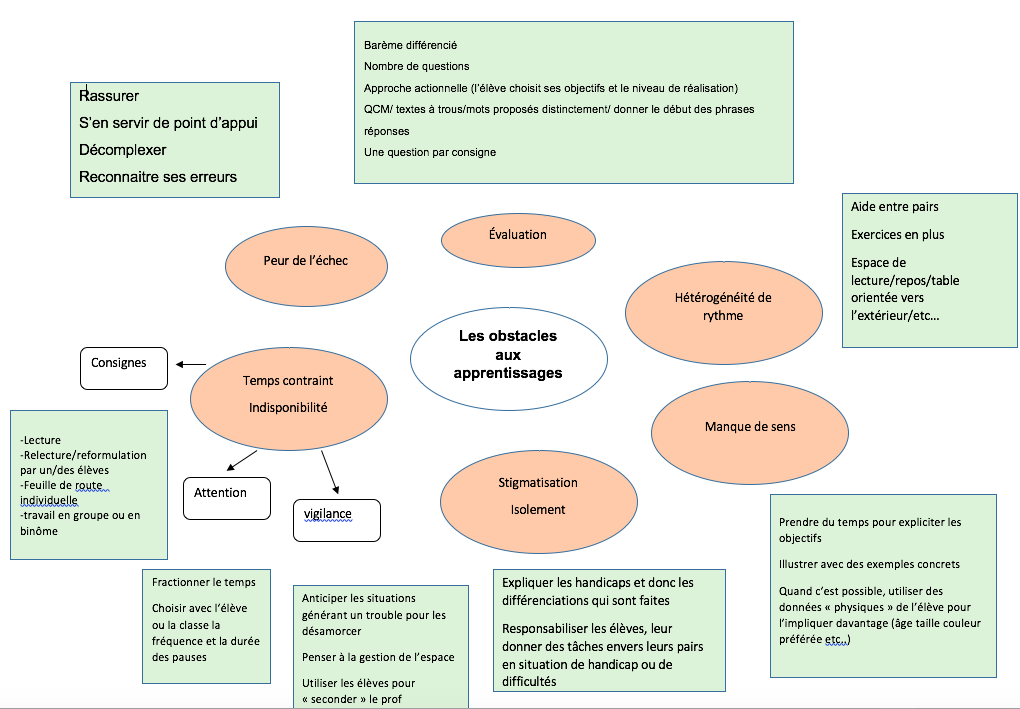 Barème différencié
Nombre de questions
Approche actionnelle (l'élève choisit ses objectifs et le niveau de réalisation)
QCM/ textes à trous/mots proposés distinctement/ donner le début des phrases
réponses
Une question par consigne
Rassurer
S'en servir de point d'appui
Décomplexer
Reconnaitre ses erreurs
Aide entre pairs
Exercices en plus
Espace de
lecture/repos/table
orientée vers
l'extérieur/etc…
Évaluation
Peur de l'échec
Hétérogénéité de
rythme
Les obstacles
aux
apprentissages
Consignes
Temps contraint
Indisponibilité
Manque de sens
-Lecture
-Relecture/reformulation
par un/des élèves
-Feuille de route
individuelle
-travail en groupe ou en
binôme
Attention
vigilance
Stigmatisation
Isolement
Prendre du temps pour expliciter les
objectifs
Illustrer avec des exemples concrets
Quand c'est possible, utiliser des
données « physiques » de l'élève pour
l'impliquer davantage (âge taille couleur
préférée etc..)
Fractionner le temps
Choisir avec l'élève
ou la classe la
fréquence et la durée
des pauses
Anticiper les situations
générant un trouble pour les
désamorcer
Penser à la gestion de l'espace
Utiliser les élèves pour
« seconder » le prof
Expliquer les handicaps et donc les
différenciations qui sont faites
Responsabiliser les élèves, leur
donner des tâches envers leurs pairs
en situation de handicap ou de
difficultés